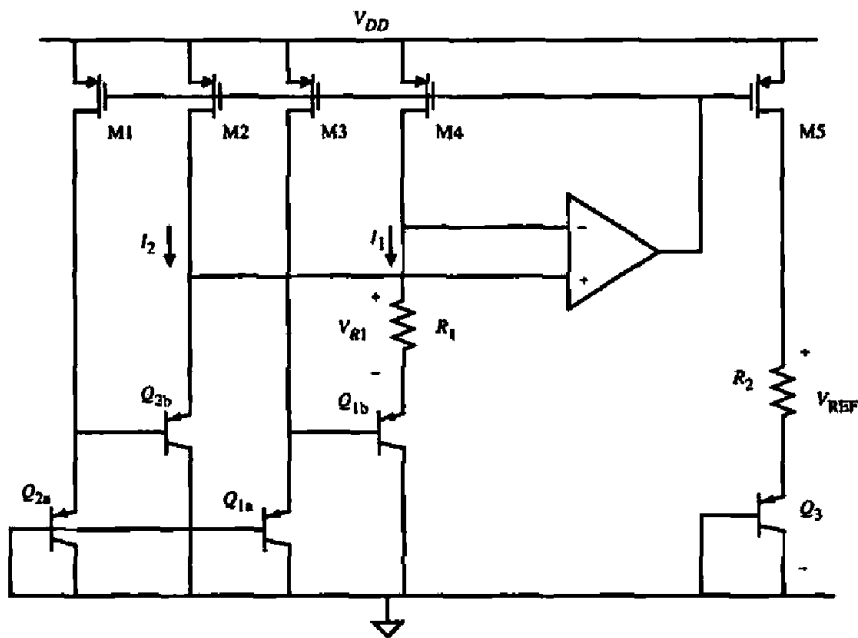 V_DD
M1 M2 M3 M4 M5
I_2 I_1
−
+
+
V_R1 R_1
−
+
R_2
V_REF
Q_2b Q_1b
Q_2a Q_1a Q_3
-